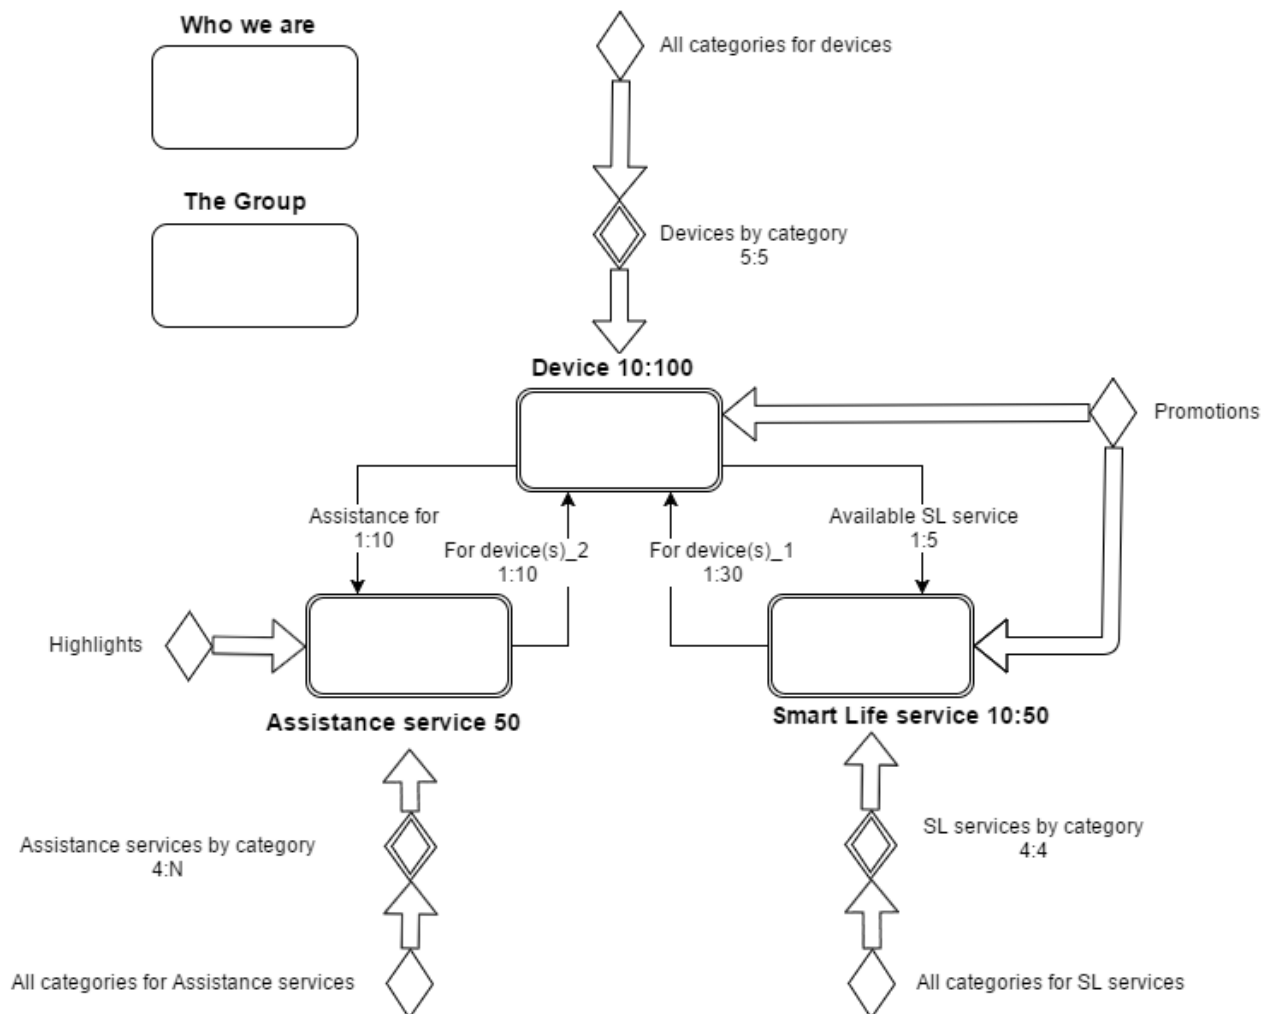 Who we are
All categories for devices
The Group
Devices by category
5:5
Device 10:100
Promotions
Assistance for
1:10
For device(s)_2
1:10
For device(s)_1
1:30
Available SL service
1:5
Highlights
Assistance service 50
Smart Life service 10:50
Assistance services by category
4:N
SL services by category
4:4
All categories for Assistance services
All categories for SL services